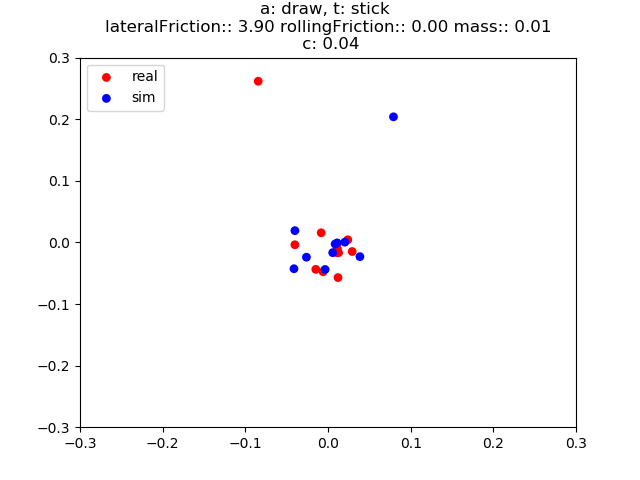 a: draw, t: stick
lateralFriction:: 3.90 rollingFriction:: 0.00 mass:: 0.01
c: 0.04
real
sim
0.3
0.2
0.1
0.0
−0.1
−0.2
−0.3
−0.3 −0.2 −0.1 0.0 0.1 0.2 0.3